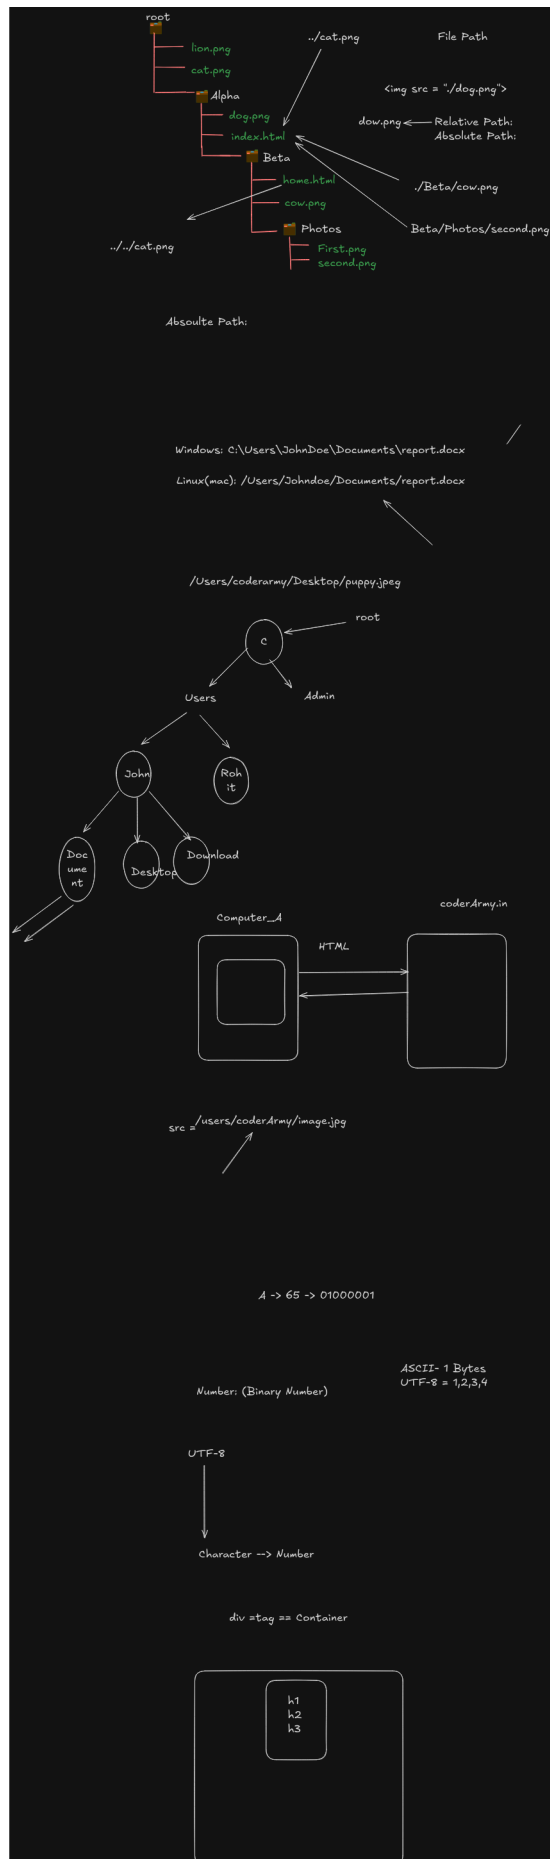 root
../cat.png
File Path
lion.png
cat.png
<img src = "./dog.png">
Alpha
dog.png
dow.png
Relative Path:
index.html
Absolute Path:
Beta
home.html
./Beta/cow.png
cow.png
Photos
Beta/Photos/second.png
../../cat.png
First.png
second.png
Absoulte Path:
Windows: C:\Users\JohnDoe\Documents\report.docx
Linux(mac): /Users/Johndoe/Documents/report.docx
/Users/coderarmy/Desktop/puppy.jpeg
root
C
Users
Admin
John
Roh
it
Doc
ume
nt
Desktop
Download
coderArmy.in
Computer_A
HTML
src =
/users/coderArmy/image.jpg
A -> 65 -> 01000001
ASCII- 1 Bytes
UTF-8 = 1,2,3,4
Number: (Binary Number)
UTF-8
Character --> Number
div =tag == Container
h1
h2
h3